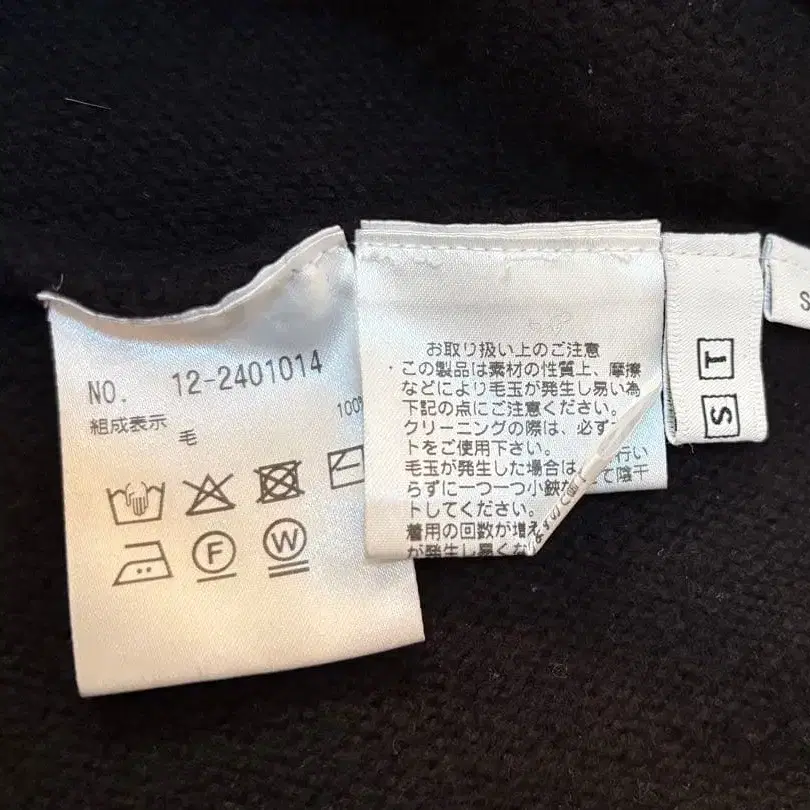 NO. 12-2401014
組成表示
毛 100%
F
W
お取り扱い上のご注意
・この製品は素材の性質上、摩擦
などにより毛玉が発生し易い為
下記の点にご注意ください。
クリーニングの際は、必ず
トをご使用下さい。
毛玉が発生した場合は
らずに一つ一つ小鋏
トしてください。
着用の回数が増え
が発生し易くな
行い
て陰干
S T
S